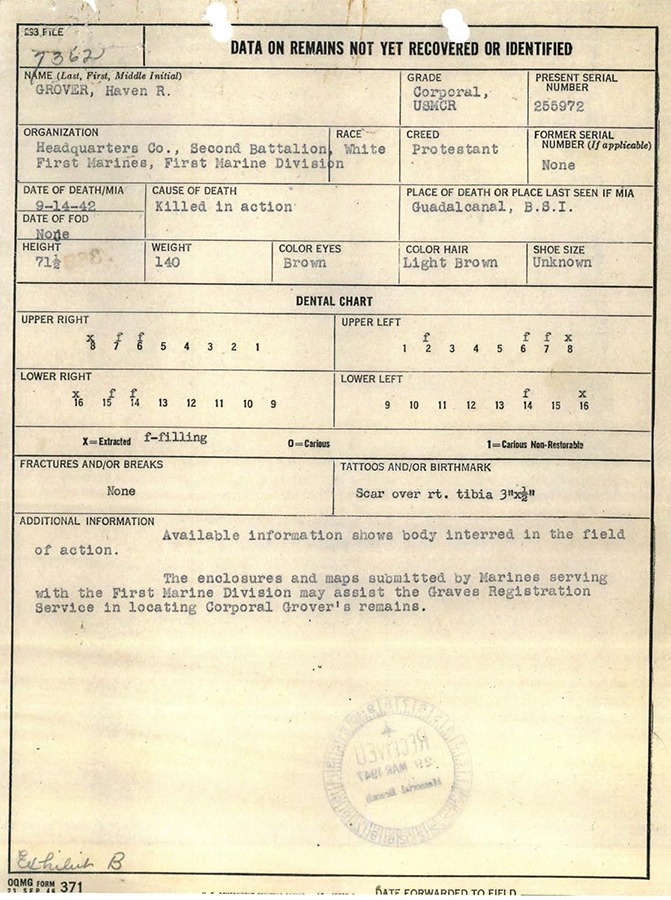 293 FILE
7362
DATA ON REMAINS NOT YET RECOVERED OR IDENTIFIED
NAME (Last, First, Middle Initial)
GROVER, Haven R.
GRADE
Corporal,
USMCR
PRESENT SERIAL
NUMBER
255972
ORGANIZATION
Headquarters Co., Second Battalion,
First Marines, First Marine Division
RACE
White
CREED
Protestant
FORMER SERIAL
NUMBER (If applicable)
None
DATE OF DEATH/MIA
9-14-42
DATE OF FOD
None
CAUSE OF DEATH
Killed in action
PLACE OF DEATH OR PLACE LAST SEEN IF MIA
Guadalcanal, B.S.I.
HEIGHT
71½
WEIGHT
140
COLOR EYES
Brown
COLOR HAIR
Light Brown
SHOE SIZE
Unknown
DENTAL CHART
UPPER RIGHT
x f f
8 7 6 5 4 3 2 1
UPPER LEFT
f f f x
1 2 3 4 5 6 7 8
LOWER RIGHT
x f f
16 15 14 13 12 11 10 9
LOWER LEFT
f x
9 10 11 12 13 14 15 16
X=Extracted f-filling O=Carious 1=Carious Non-Restorable
FRACTURES AND/OR BREAKS
None
TATTOOS AND/OR BIRTHMARK
Scar over rt. tibia 3"x½"
ADDITIONAL INFORMATION
Available information shows body interred in the field
of action.
The enclosures and maps submitted by Marines serving
with the First Marine Division may assist the Graves Registration
Service in locating Corporal Grover's remains.
RECEIVED
28 MAR 1947
Memorial Branch
Exhibit B
OQMG FORM 371
23 SEP 46
DATE FORWARDED TO FIELD